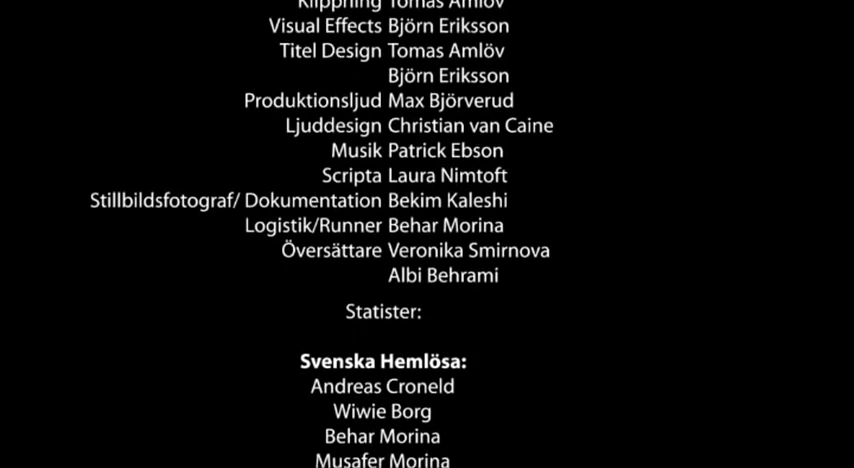 Klippning Tomas Amlöv
Visual Effects Björn Eriksson
Titel Design Tomas Amlöv
Björn Eriksson
Produktionsljud Max Björverud
Ljuddesign Christian van Caine
Musik Patrick Ebson
Scripta Laura Nimtoft
Stillbildsfotograf/ Dokumentation Bekim Kaleshi
Logistik/Runner Behar Morina
Översättare Veronika Smirnova
Albi Behrami
Statister:
Svenska Hemlösa:
Andreas Croneld
Wiwie Borg
Behar Morina
Musafer Morina